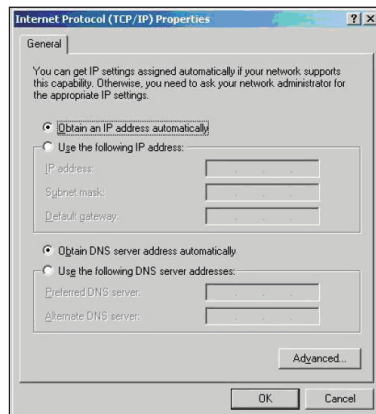 Internet Protocol (TCP/IP) Properties
General
You can get IP settings assigned automatically if your network supports
this capability. Otherwise, you need to ask your network administrator for
the appropriate IP settings.
Obtain an IP address automatically
Use the following IP address:
IP address:
Subnet mask:
Default gateway:
Obtain DNS server address automatically
Use the following DNS server addresses:
Preferred DNS server:
Alternate DNS server:
Advanced...
OK
Cancel